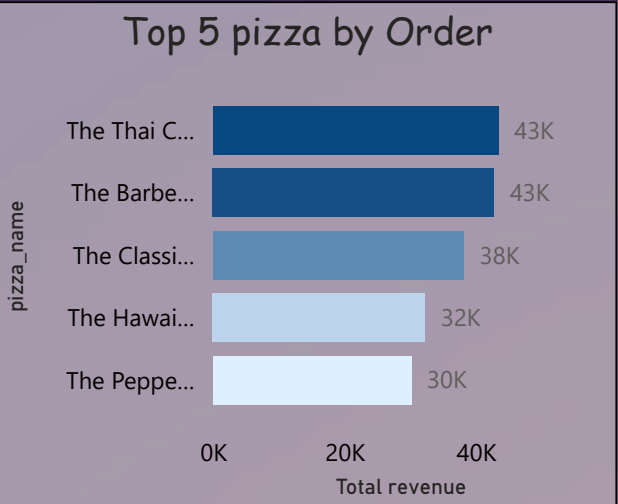 Top 5 pizza by Order
The Thai C... 43K
The Barbe... 43K
The Classi... 38K
The Hawai... 32K
The Peppe... 30K
pizza_name
0K 20K 40K
Total revenue